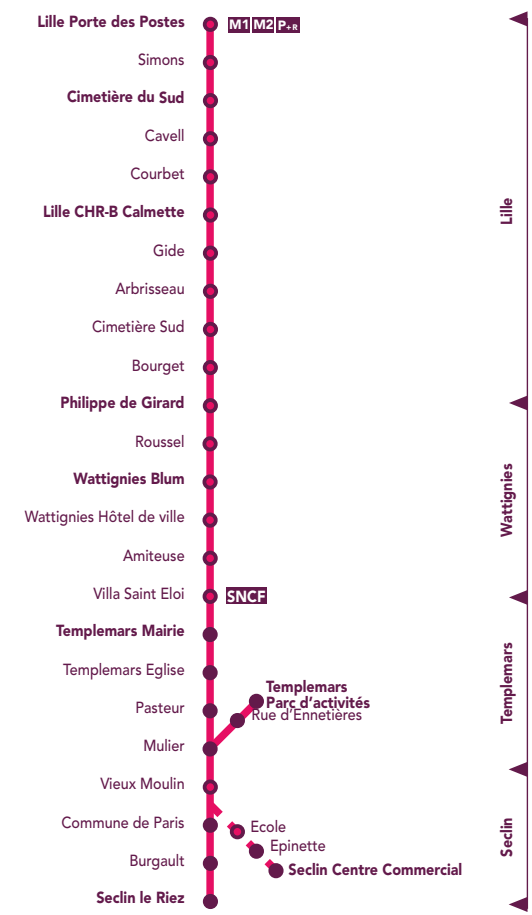 Lille Porte des Postes M1 M2 P+R
Simons
Cimetière du Sud
Cavell
Courbet
Lille CHR-B Calmette
Gide
Arbrisseau
Cimetière Sud
Bourget
Philippe de Girard
Roussel
Wattignies Blum
Wattignies Hôtel de ville
Amiteuse
Villa Saint Eloi SNCF
Templemars Mairie
Templemars Eglise
Pasteur
Mulier
Vieux Moulin
Commune de Paris
Burgault
Seclin le Riez
Templemars
Parc d'activités
Rue d'Ennetières
Ecole
Epinette
Seclin Centre Commercial
Lille
Wattignies
Templemars
Seclin